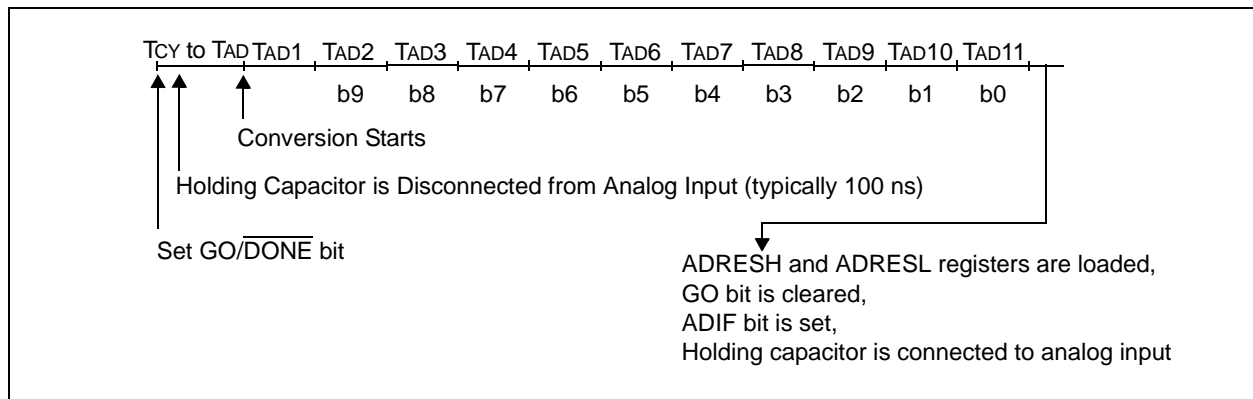 TCY to TAD TAD1 TAD2 TAD3 TAD4 TAD5 TAD6 TAD7 TAD8 TAD9 TAD10 TAD11
b9 b8 b7 b6 b5 b4 b3 b2 b1 b0
Conversion Starts
Holding Capacitor is Disconnected from Analog Input (typically 100 ns)
Set GO/DONE bit
ADRESH and ADRESL registers are loaded,
GO bit is cleared,
ADIF bit is set,
Holding capacitor is connected to analog input